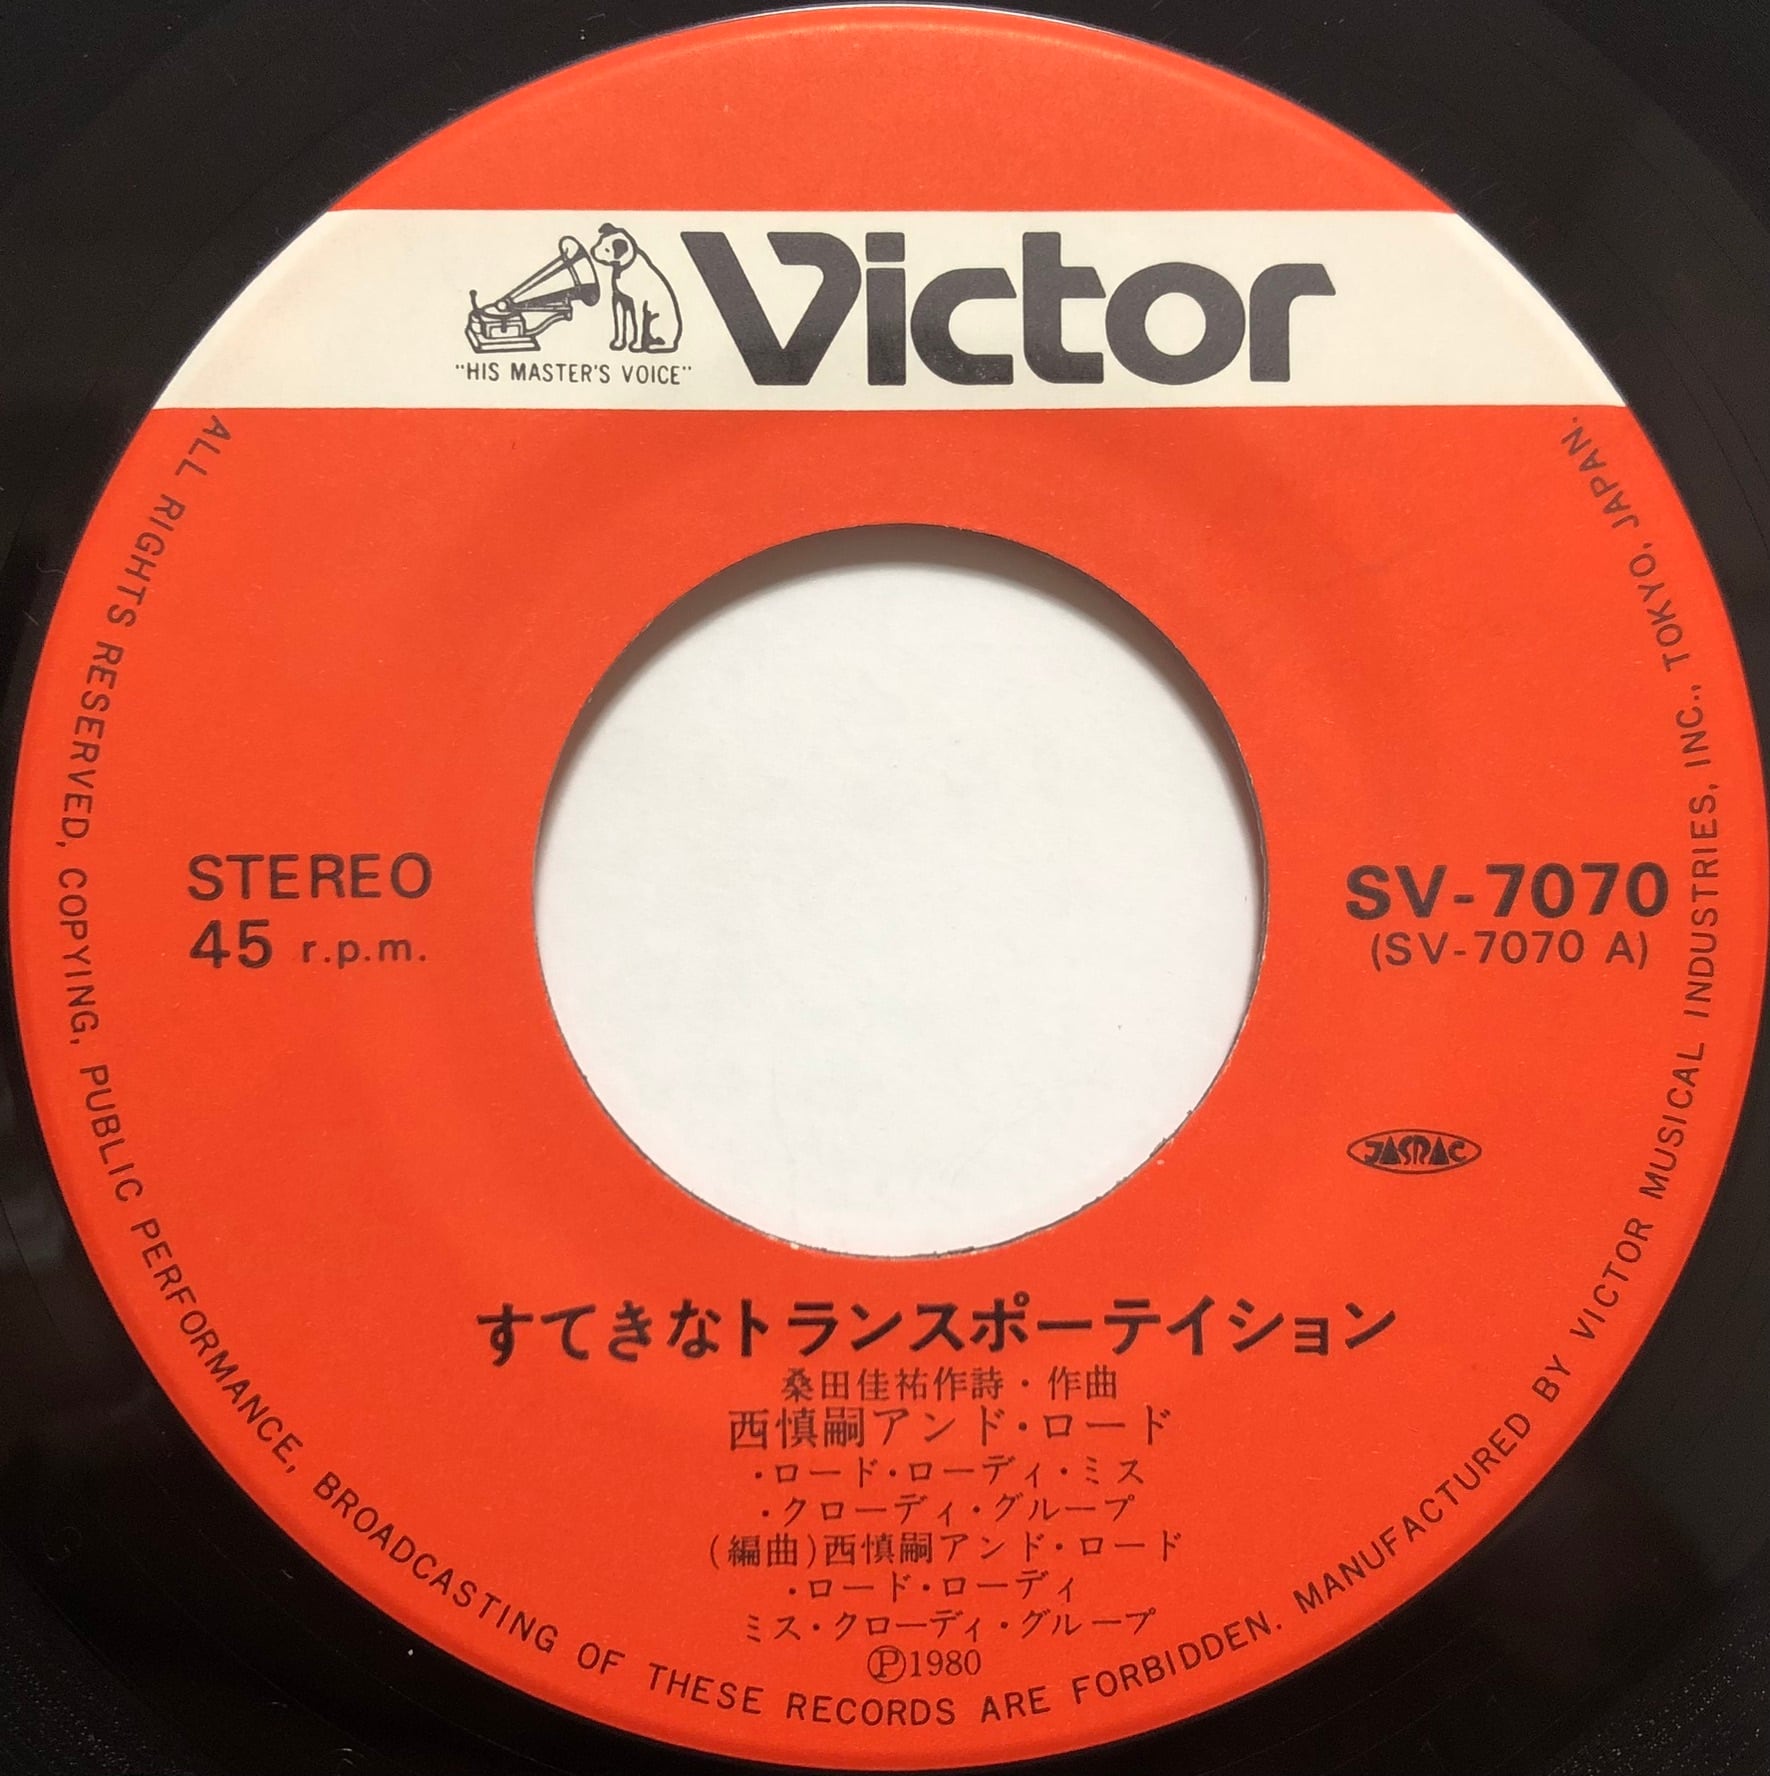 Victor
"HIS MASTER'S VOICE"
STEREO
45 r.p.m.
SV-7070
(SV-7070 A)
JASRAC
すてきなトランスポーテイション
桑田佳祐作詩・作曲
西慎嗣アンド・ロード
・ロード・ローディ・ミス
・クローディ・グループ
(編曲)西慎嗣アンド・ロード
・ロード・ローディ
ミス・クローディ・グループ
Ⓟ1980
ALL RIGHTS RESERVED, COPYING, PUBLIC PERFORMANCE, BROADCASTING OF THESE RECORDS ARE FORBIDDEN. MANUFACTURED BY VICTOR MUSICAL INDUSTRIES, INC., TOKYO, JAPAN.